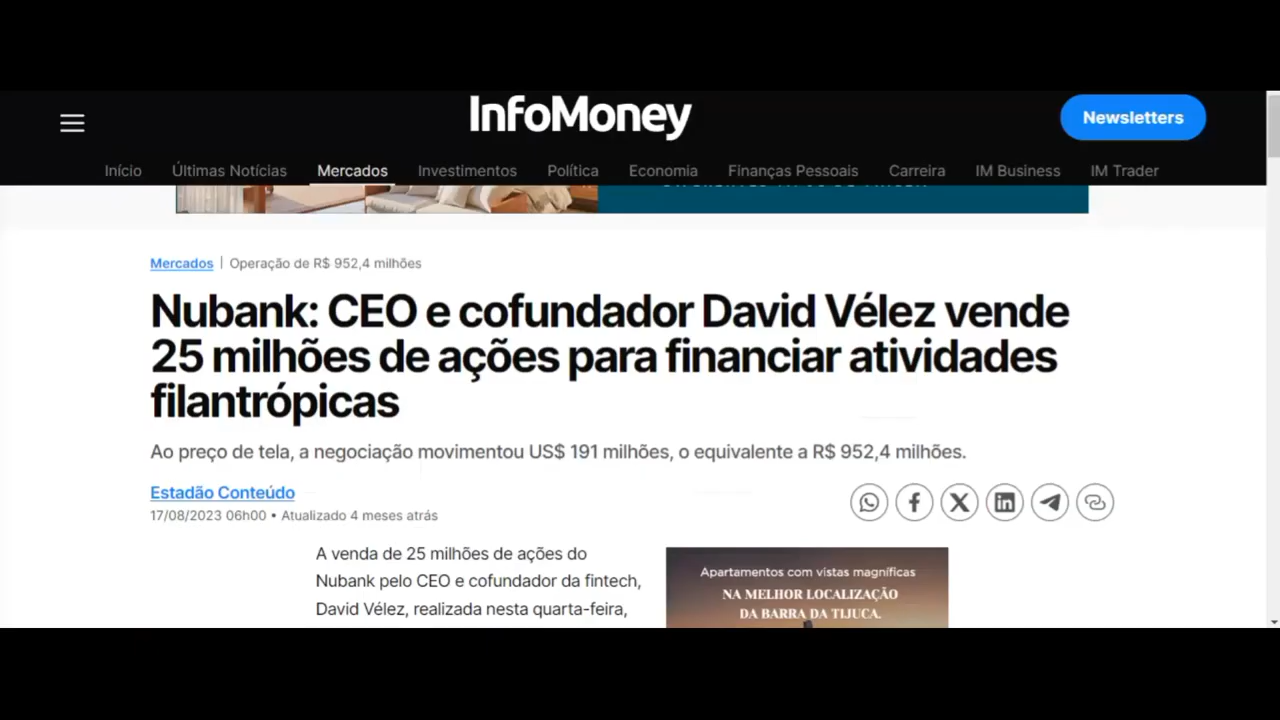 InfoMoney
Newsletters
Início Últimas Notícias Mercados Investimentos Política Economia Finanças Pessoais Carreira IM Business IM Trader
Mercados | Operação de R$ 952,4 milhões
Nubank: CEO e cofundador David Vélez vende
25 milhões de ações para financiar atividades
filantrópicas
Ao preço de tela, a negociação movimentou US$ 191 milhões, o equivalente a R$ 952,4 milhões.
Estadão Conteúdo
17/08/2023 06h00 • Atualizado 4 meses atrás
A venda de 25 milhões de ações do
Nubank pelo CEO e cofundador da fintech,
David Vélez, realizada nesta quarta-feira,
Apartamentos com vistas magníficas
NA MELHOR LOCALIZAÇÃO
DA BARRA DA TIJUCA.